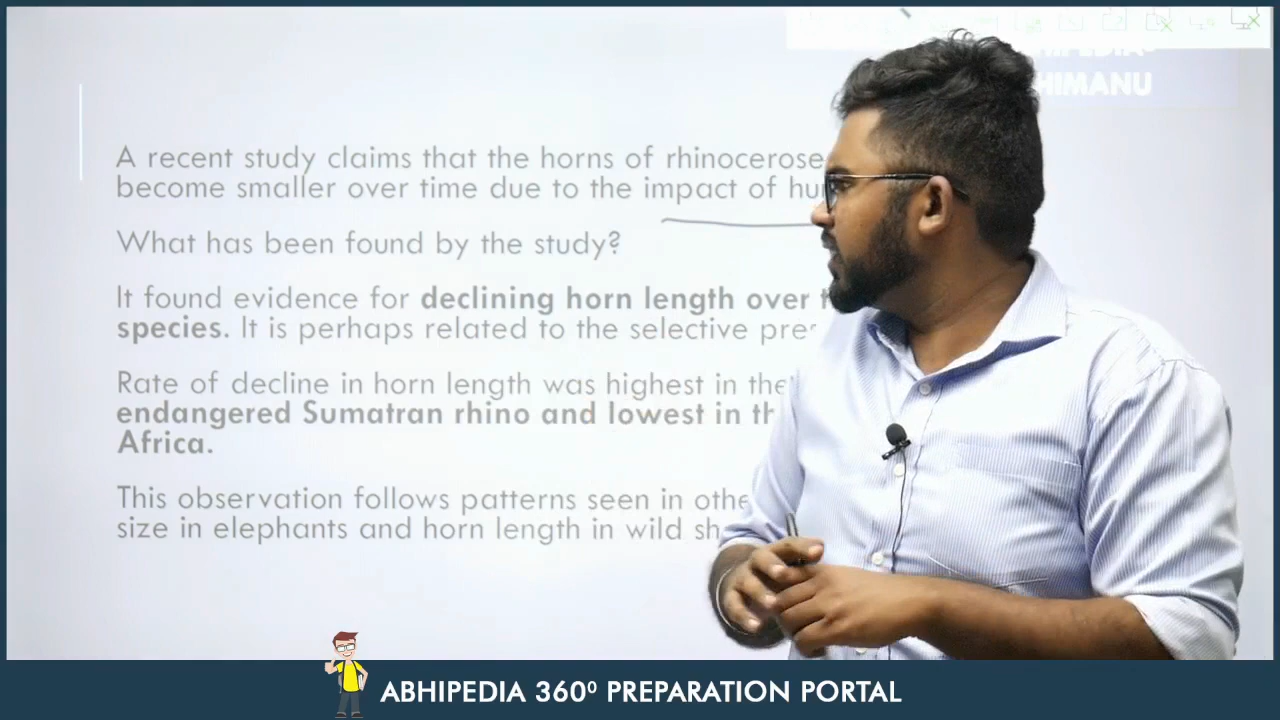 HIMANU
A recent study claims that the horns of rhinocerose
become smaller over time due to the impact of hu
What has been found by the study?
It found evidence for declining horn length over t
species. It is perhaps related to the selective pres
Rate of decline in horn length was highest in the
endangered Sumatran rhino and lowest in th
Africa.
This observation follows patterns seen in othe
size in elephants and horn length in wild sh
ABHIPEDIA 360⁰ PREPARATION PORTAL